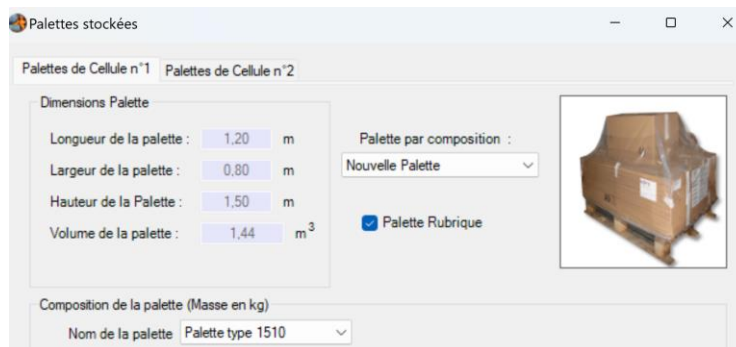 Palettes stockées
Palettes de Cellule n°1 Palettes de Cellule n°2
Dimensions Palette
Longueur de la palette : 1,20 m
Largeur de la palette : 0,80 m
Hauteur de la Palette : 1,50 m
Volume de la palette : 1,44 m³
Palette par composition :
Nouvelle Palette
Palette Rubrique
Composition de la palette (Masse en kg)
Nom de la palette Palette type 1510